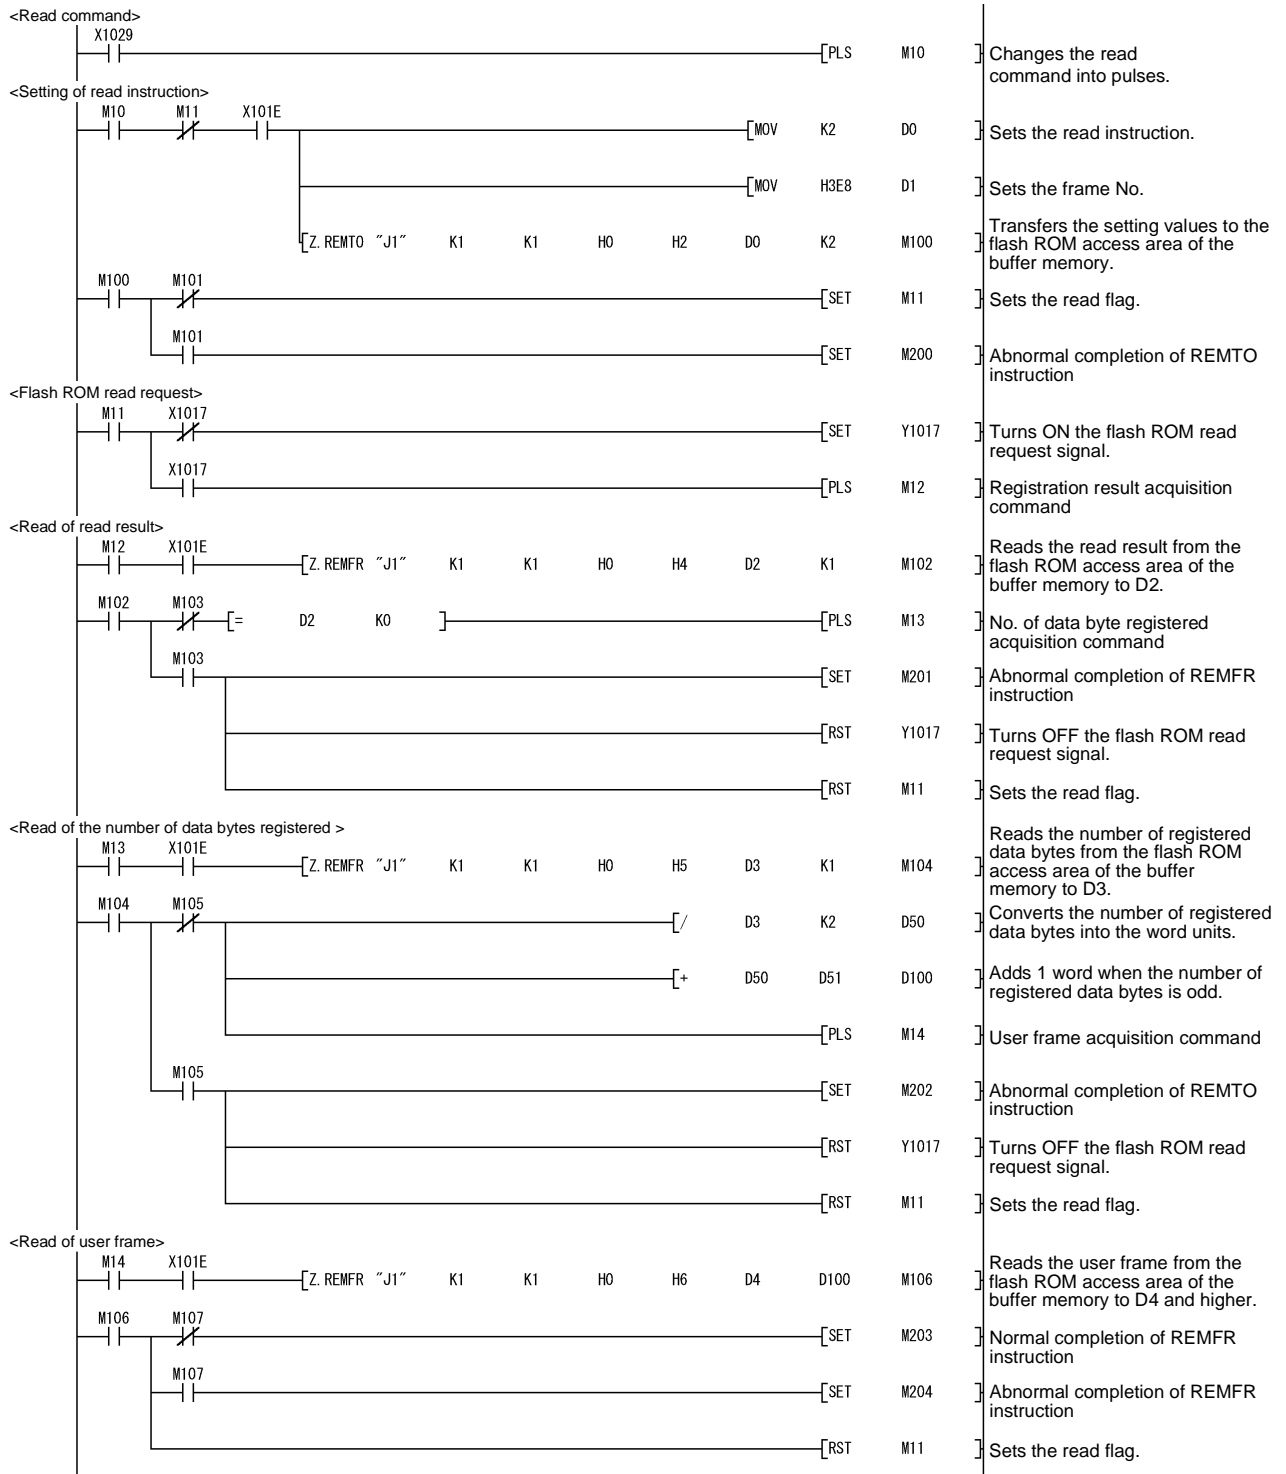 <Read command>
X1029
PLS M10 Changes the read
command into pulses.
<Setting of read instruction>
M10 M11 X101E
MOV K2 D0 Sets the read instruction.
MOV H3E8 D1 Sets the frame No.
Z.REMTO "J1" K1 K1 H0 H2 D0 K2 M100 Transfers the setting values to the
flash ROM access area of the
buffer memory.
M100 M101
SET M11 Sets the read flag.
M101
SET M200 Abnormal completion of REMTO
instruction
<Flash ROM read request>
M11 X1017
SET Y1017 Turns ON the flash ROM read
request signal.
X1017
PLS M12 Registration result acquisition
command
<Read of read result>
M12 X101E
Z.REMFR "J1" K1 K1 H0 H4 D2 K1 M102 Reads the read result from the
flash ROM access area of the
buffer memory to D2.
M102 M103
= D2 K0 PLS M13 No. of data byte registered
acquisition command
M103
SET M201 Abnormal completion of REMFR
instruction
RST Y1017 Turns OFF the flash ROM read
request signal.
RST M11 Sets the read flag.
<Read of the number of data bytes registered >
M13 X101E
Z.REMFR "J1" K1 K1 H0 H5 D3 K1 M104 Reads the number of registered
data bytes from the flash ROM
access area of the buffer
memory to D3.
M104 M105
/ D3 K2 D50 Converts the number of registered
data bytes into the word units.
+ D50 D51 D100 Adds 1 word when the number of
registered data bytes is odd.
PLS M14 User frame acquisition command
M105
SET M202 Abnormal completion of REMTO
instruction
RST Y1017 Turns OFF the flash ROM read
request signal.
RST M11 Sets the read flag.
<Read of user frame>
M14 X101E
Z.REMFR "J1" K1 K1 H0 H6 D4 D100 M106 Reads the user frame from the
flash ROM access area of the
buffer memory to D4 and higher.
M106 M107
SET M203 Normal completion of REMFR
instruction
M107
SET M204 Abnormal completion of REMFR
instruction
RST M11 Sets the read flag.